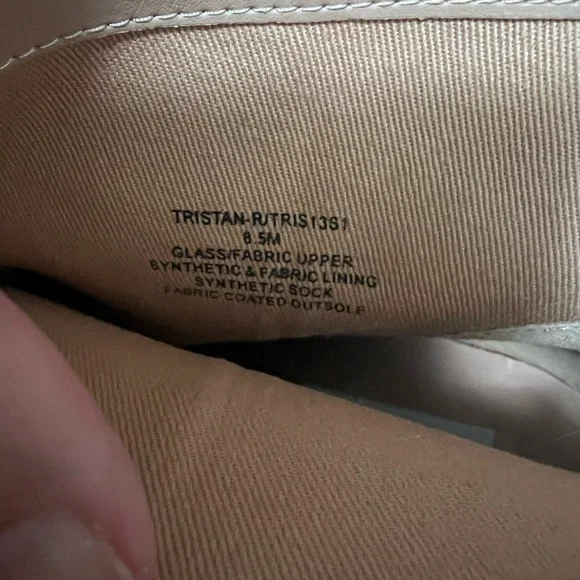 TRISTAN-R/TRIS13S1
8.5M
GLASS/FABRIC UPPER
SYNTHETIC & FABRIC LINING
SYNTHETIC SOCK
FABRIC COATED OUTSOLE